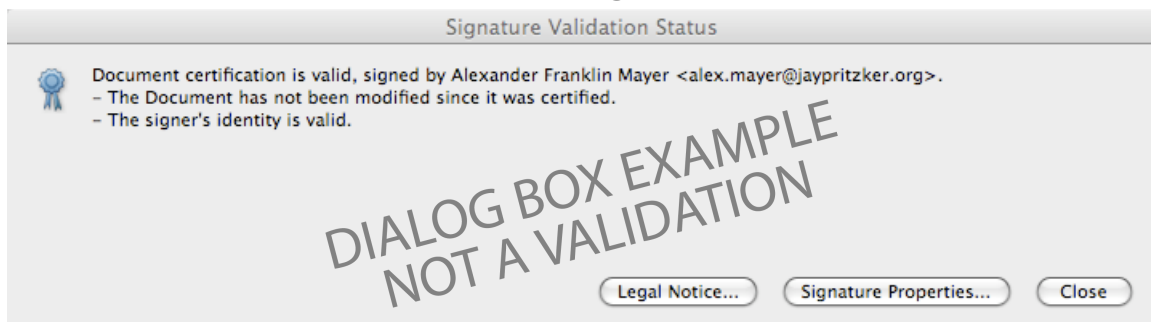 Signature Validation Status
Document certification is valid, signed by Alexander Franklin Mayer <alex.mayer@jaypritzker.org>.
– The Document has not been modified since it was certified.
– The signer's identity is valid.
DIALOG BOX EXAMPLE
NOT A VALIDATION
Legal Notice... Signature Properties... Close